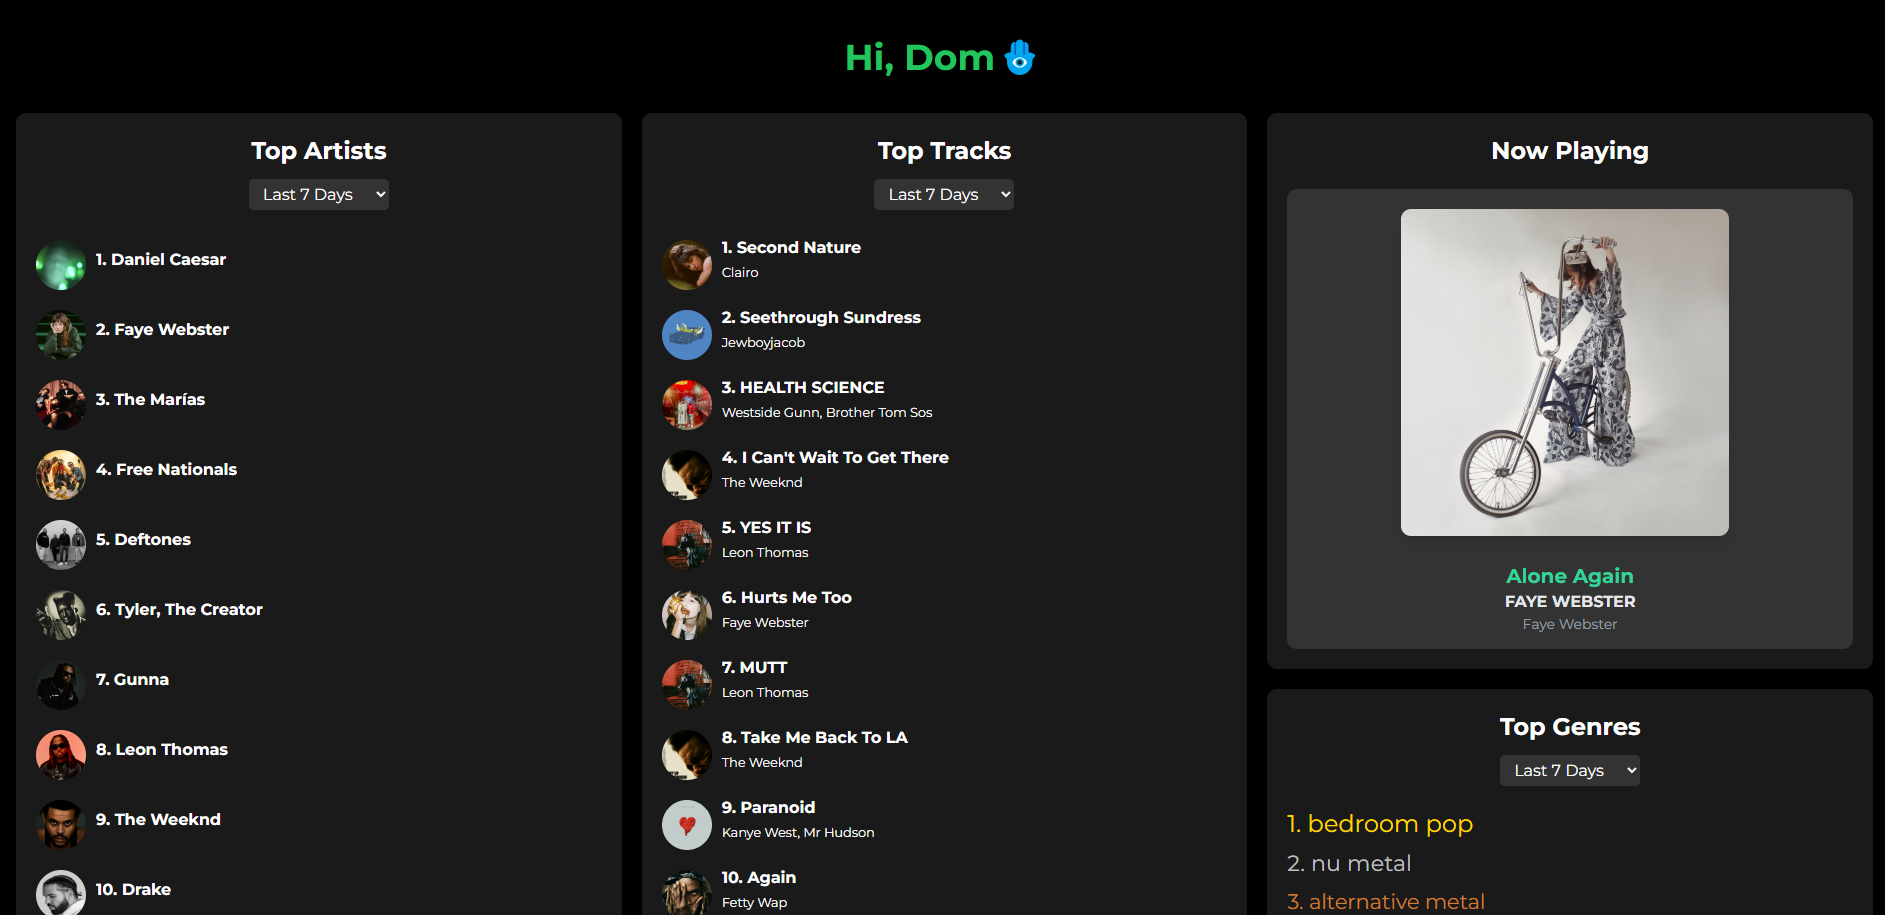 Hi, Dom 🪬
Top Artists
Last 7 Days
1. Daniel Caesar
2. Faye Webster
3. The Marías
4. Free Nationals
5. Deftones
6. Tyler, The Creator
7. Gunna
8. Leon Thomas
9. The Weeknd
10. Drake
Top Tracks
Last 7 Days
1. Second Nature
Clairo
2. Seethrough Sundress
Jewboyjacob
3. HEALTH SCIENCE
Westside Gunn, Brother Tom Sos
4. I Can't Wait To Get There
The Weeknd
5. YES IT IS
Leon Thomas
6. Hurts Me Too
Faye Webster
7. MUTT
Leon Thomas
8. Take Me Back To LA
The Weeknd
9. Paranoid
Kanye West, Mr Hudson
10. Again
Fetty Wap
Now Playing
Alone Again
FAYE WEBSTER
Faye Webster
Top Genres
Last 7 Days
1. bedroom pop
2. nu metal
3. alternative metal